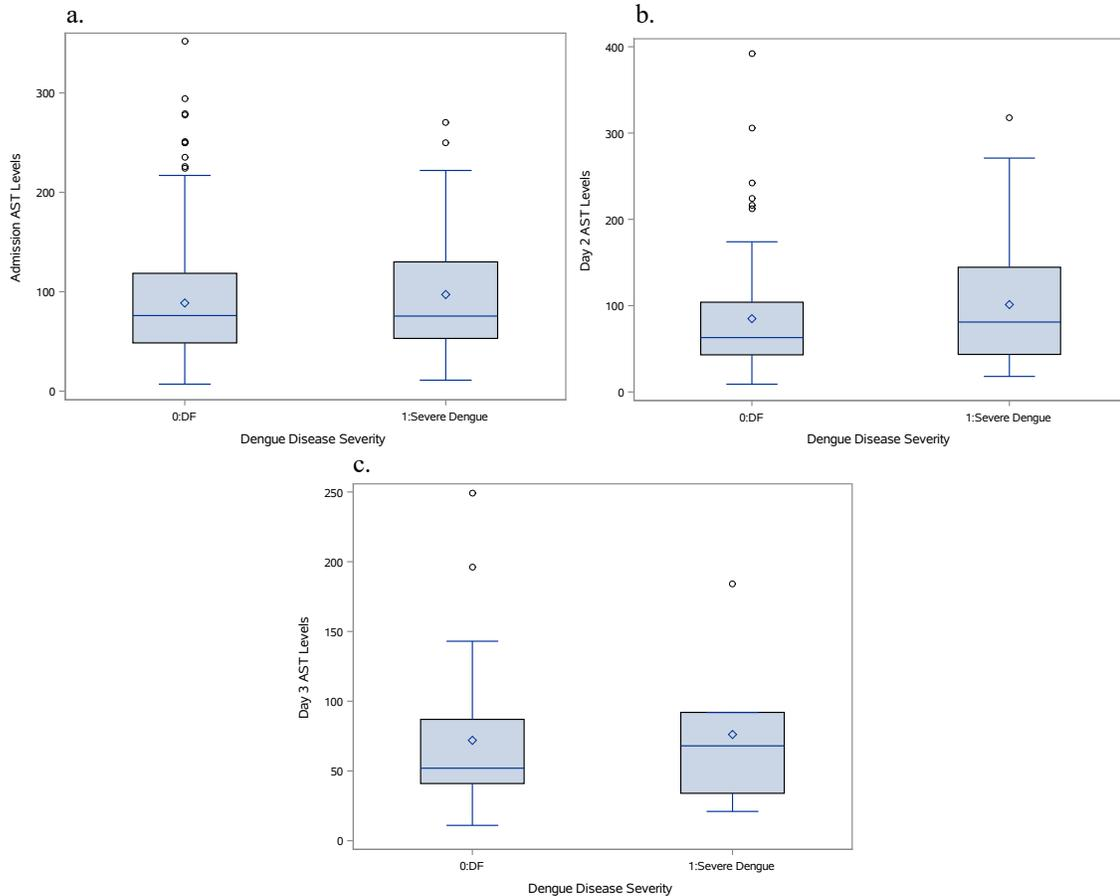 a.
Admission AST Levels
300
200
100
0
0:DF 1:Severe Dengue
Dengue Disease Severity
b.
Day 2 AST Levels
400
300
200
100
0
0:DF 1:Severe Dengue
Dengue Disease Severity
c.
Day 3 AST Levels
250
200
150
100
50
0
0:DF 1:Severe Dengue
Dengue Disease Severity